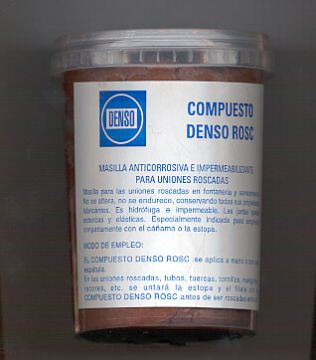 DENSO
COMPUESTO
DENSO ROSC
MASILLA ANTICORROSIVA E IMPERMEABILIZANTE
PARA UNIONES ROSCADAS
Masilla para las uniones roscadas en fontanería y
No se altera, no se endurece, conservando todas sus
lubricantes. Es hidrófuga e impermeable. Las juntas
estancas y elásticas. Especialmente indicada para
conjuntamente con el cáñamo o la estopa.
MODO DE EMPLEO:
EL COMPUESTO DENSO ROSC se aplica a mano o con
espátula.
En las uniones roscadas, tubos, tuercas, tornillos,
racores, etc. se untará la estopa y el filete con
COMPUESTO DENSO ROSC antes de ser roscadas